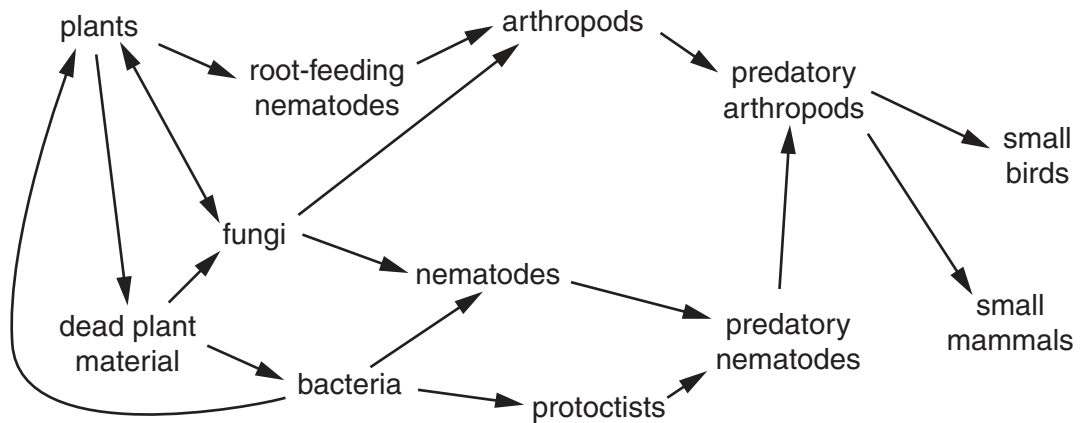 plants
arthropods
root-feeding
nematodes
predatory
arthropods
small
birds
fungi
nematodes
dead plant
material
bacteria
protoctists
predatory
nematodes
small
mammals